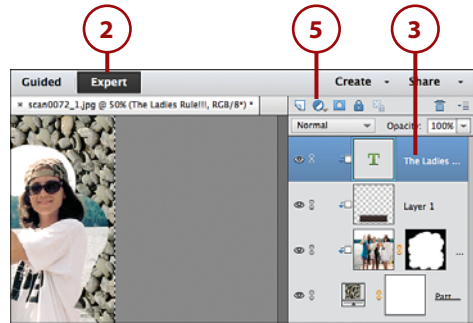 2
5
3
Guided Expert Create Share
× scan0072_1.jpg @ 50% (The Ladies Rule!!!, RGB/8*) *
Normal Opacity: 100%
T The Ladies ...
Layer 1
...
Part...